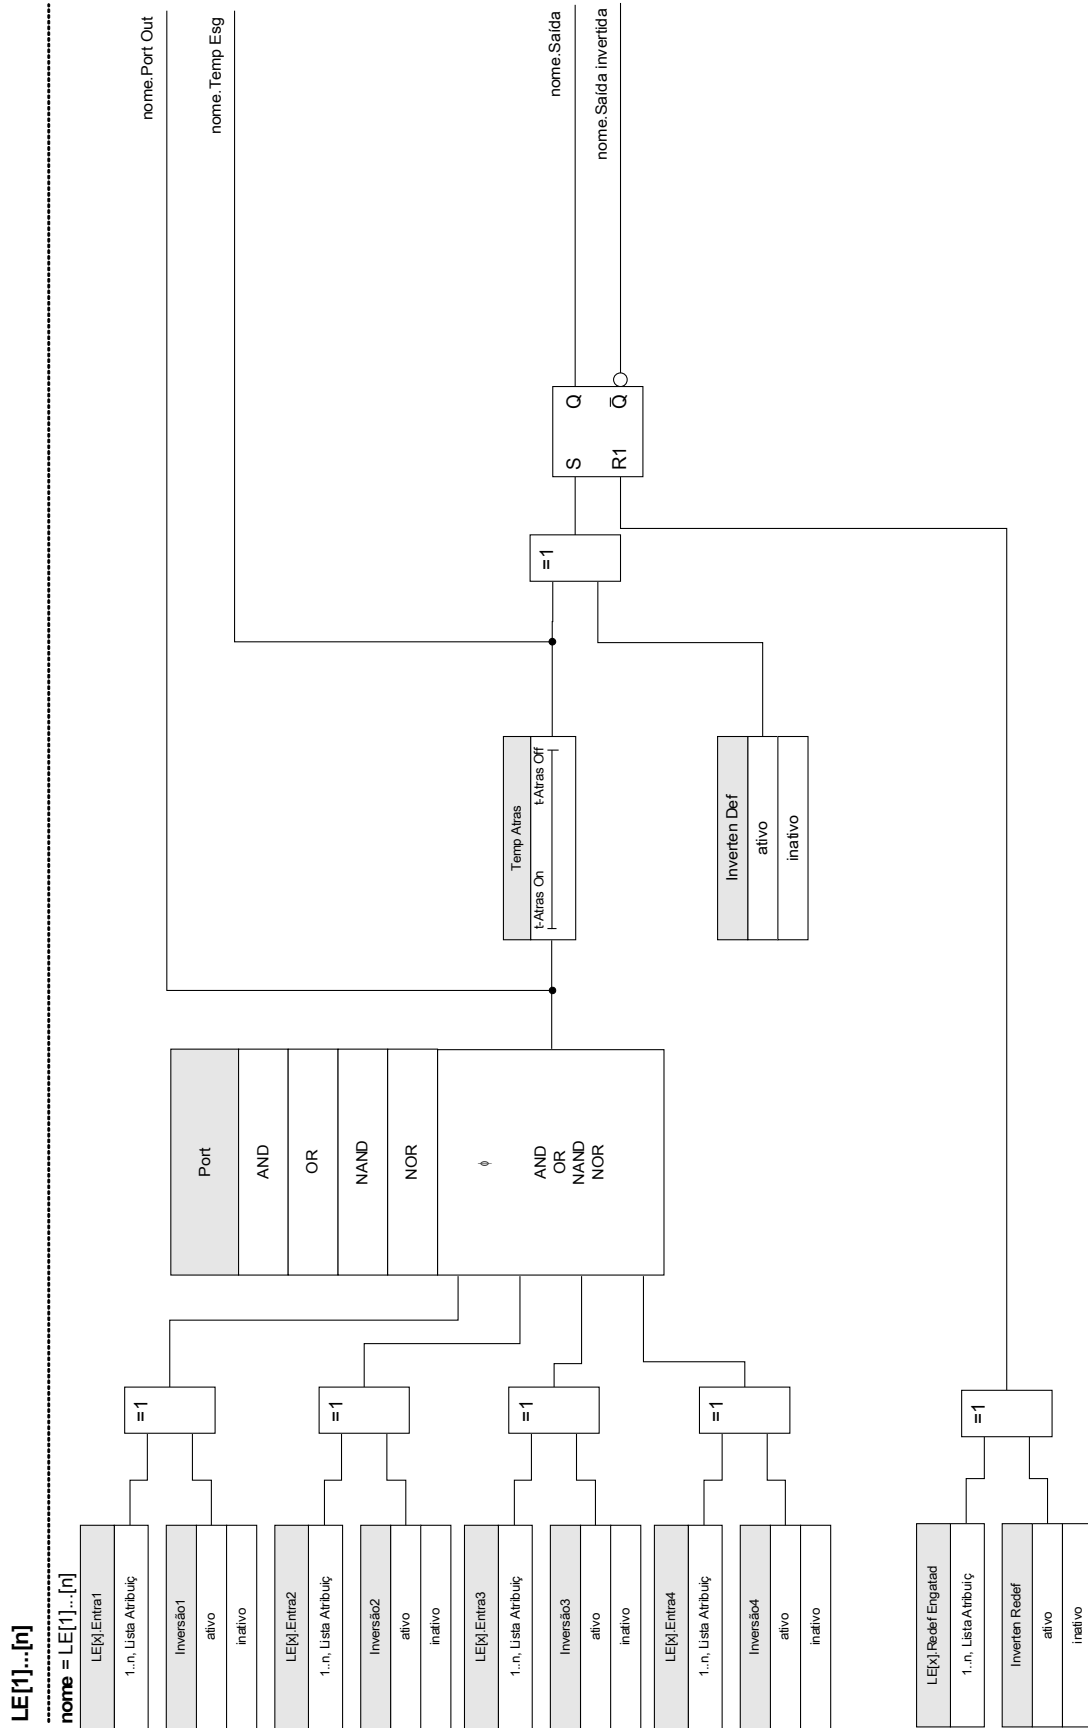 LE[1]...[n]
nome = LE[1]...[n]
LE[x].Entra1
1..n, Lista Atribuiç
Inversão1
ativo
inativo
LE[x].Entra2
1..n, Lista Atribuiç
Inversão2
ativo
inativo
LE[x].Entra3
1..n, Lista Atribuiç
Inversão3
ativo
inativo
LE[x].Entra4
1..n, Lista Atribuiç
Inversão4
ativo
inativo
LE[x].Redef Engatad
1..n, Lista Atribuiç
Inverten Redef
ativo
inativo
=1
=1
=1
=1
=1
Port
AND
OR
NAND
NOR
ϕ
AND
OR
NAND
NOR
Temp Atras
t-Atras On
t-Atras Off
Inverten Def
ativo
inativo
=1
S
Q
R1
Q̅
nome.Port Out
nome.Temp Esg
nome.Saída
nome.Saída invertida